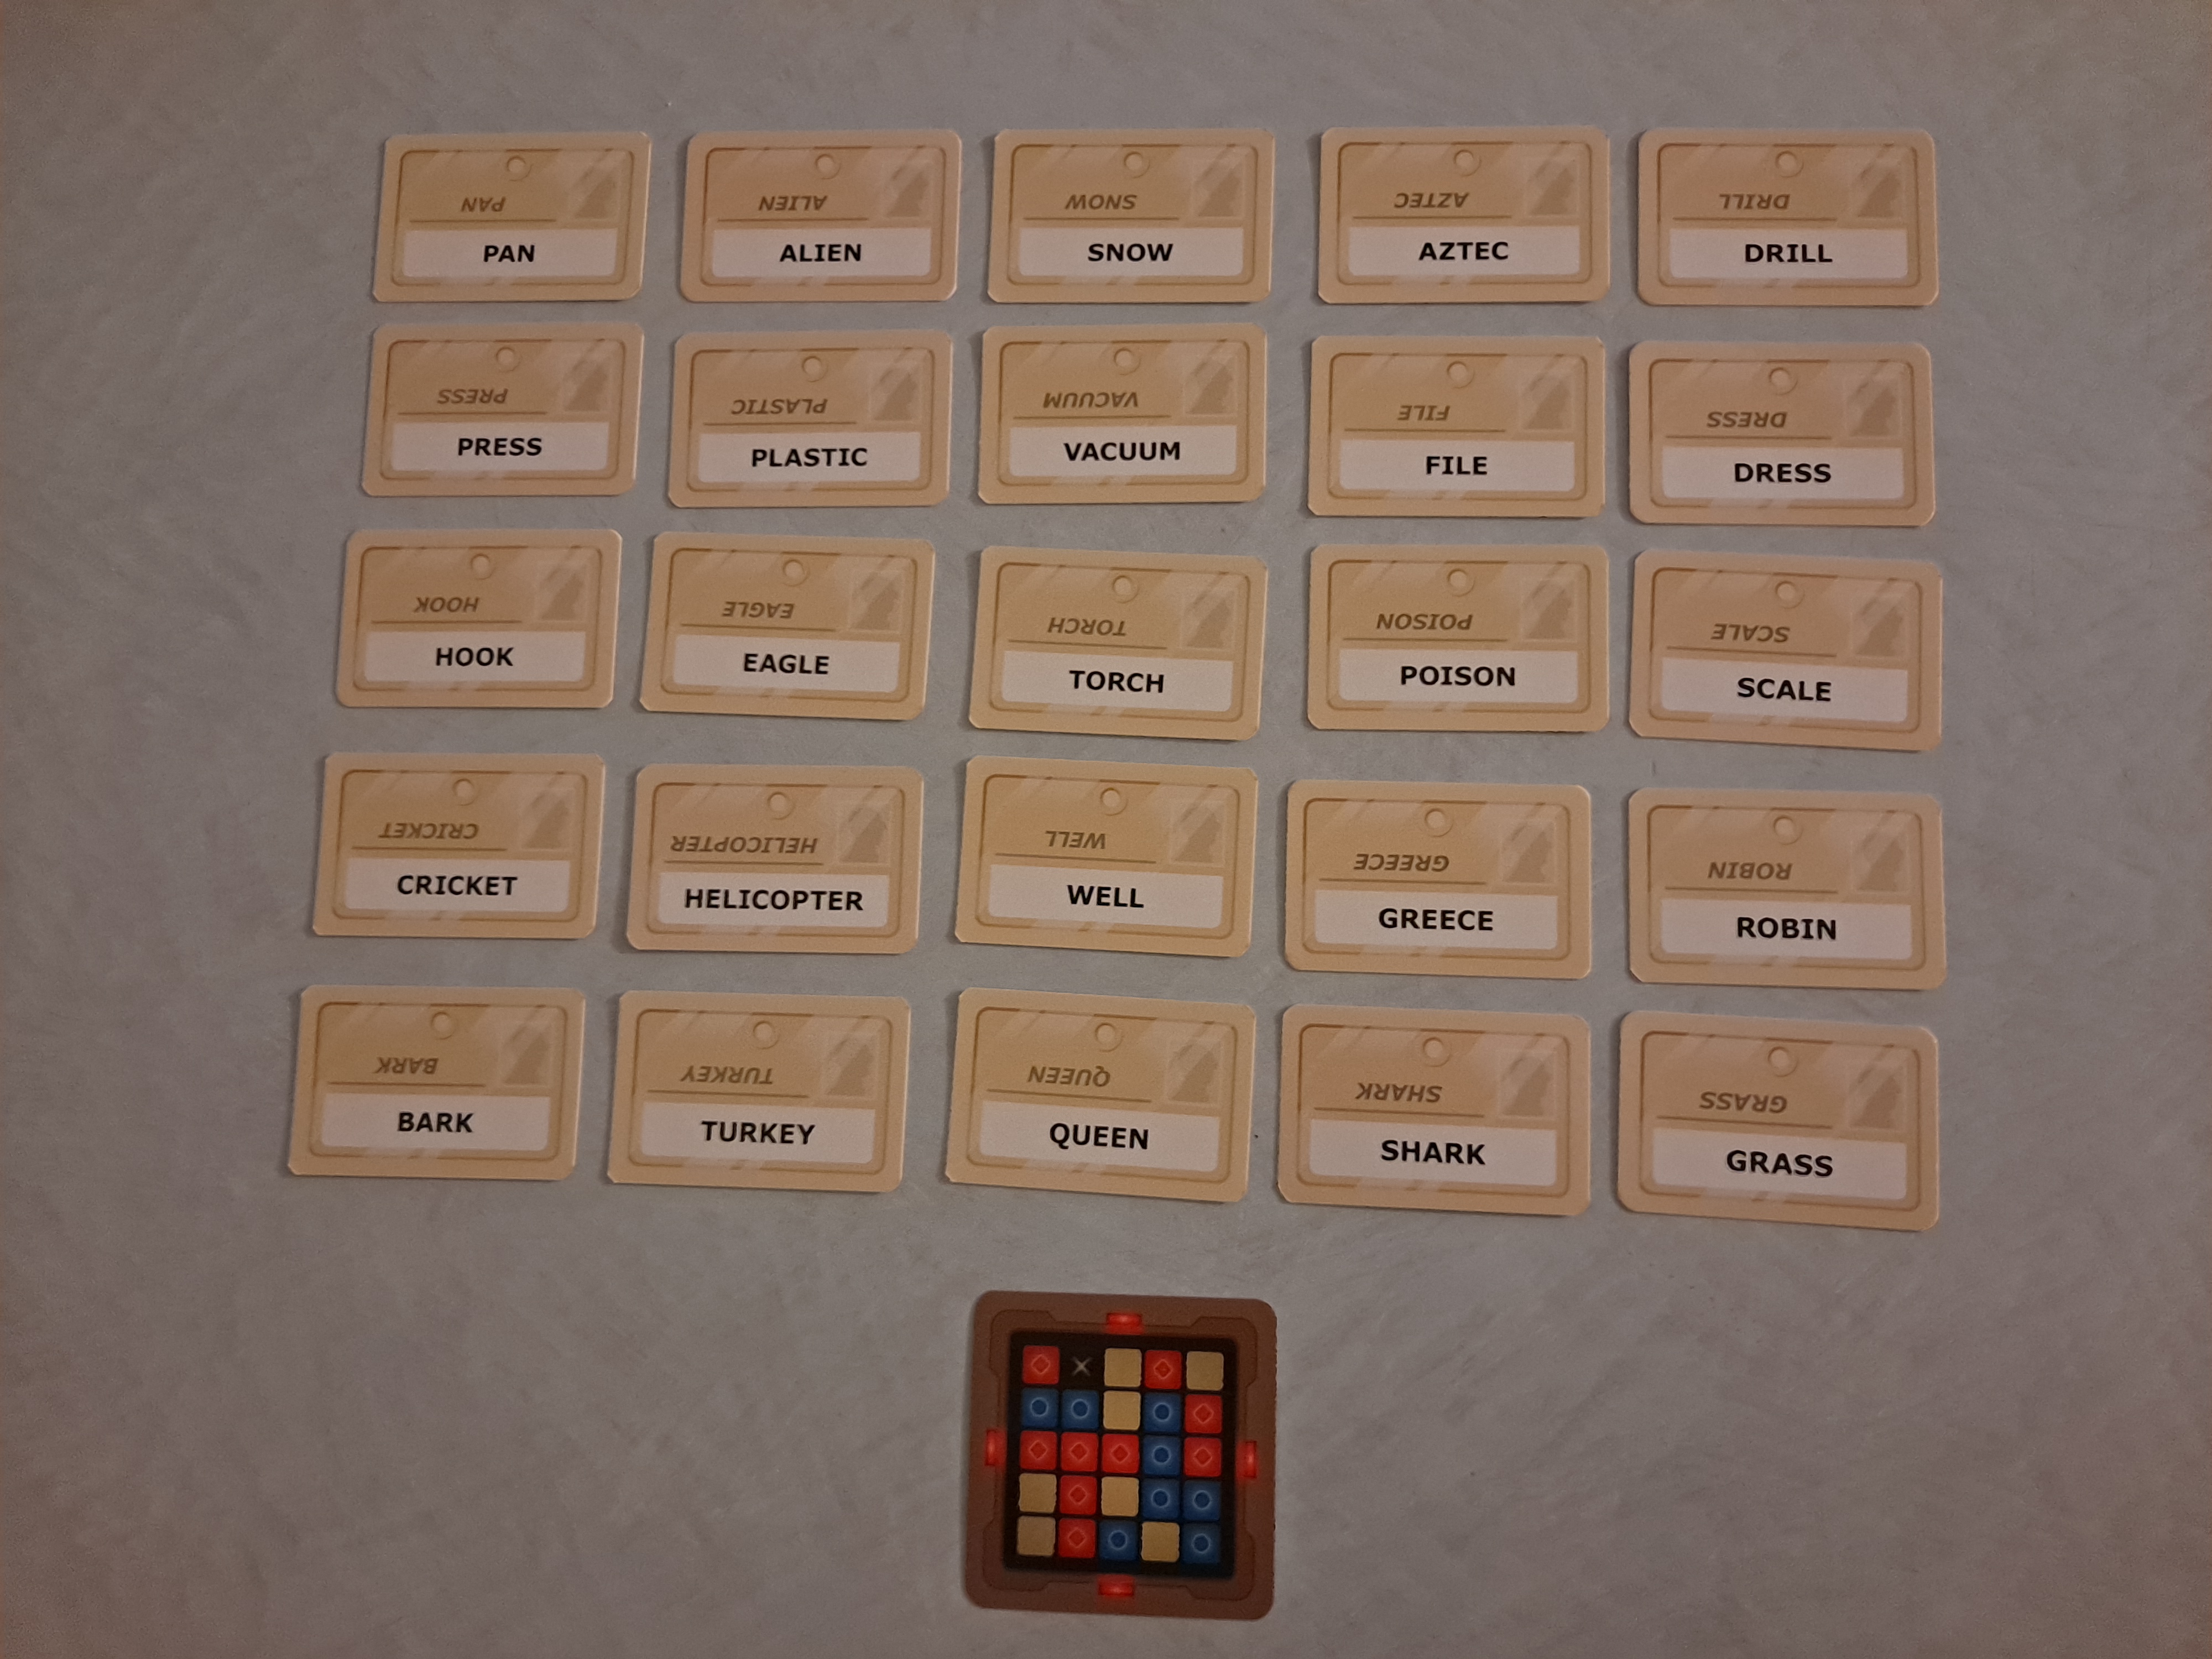 PAN
PAN
ALIEN
ALIEN
SNOW
SNOW
AZTEC
AZTEC
DRILL
DRILL
PRESS
PRESS
PLASTIC
PLASTIC
VACUUM
VACUUM
FILE
FILE
DRESS
DRESS
HOOK
HOOK
EAGLE
EAGLE
TORCH
TORCH
POISON
POISON
SCALE
SCALE
CRICKET
CRICKET
HELICOPTER
HELICOPTER
WELL
WELL
GREECE
GREECE
ROBIN
ROBIN
BARK
BARK
TURKEY
TURKEY
QUEEN
QUEEN
SHARK
SHARK
GRASS
GRASS